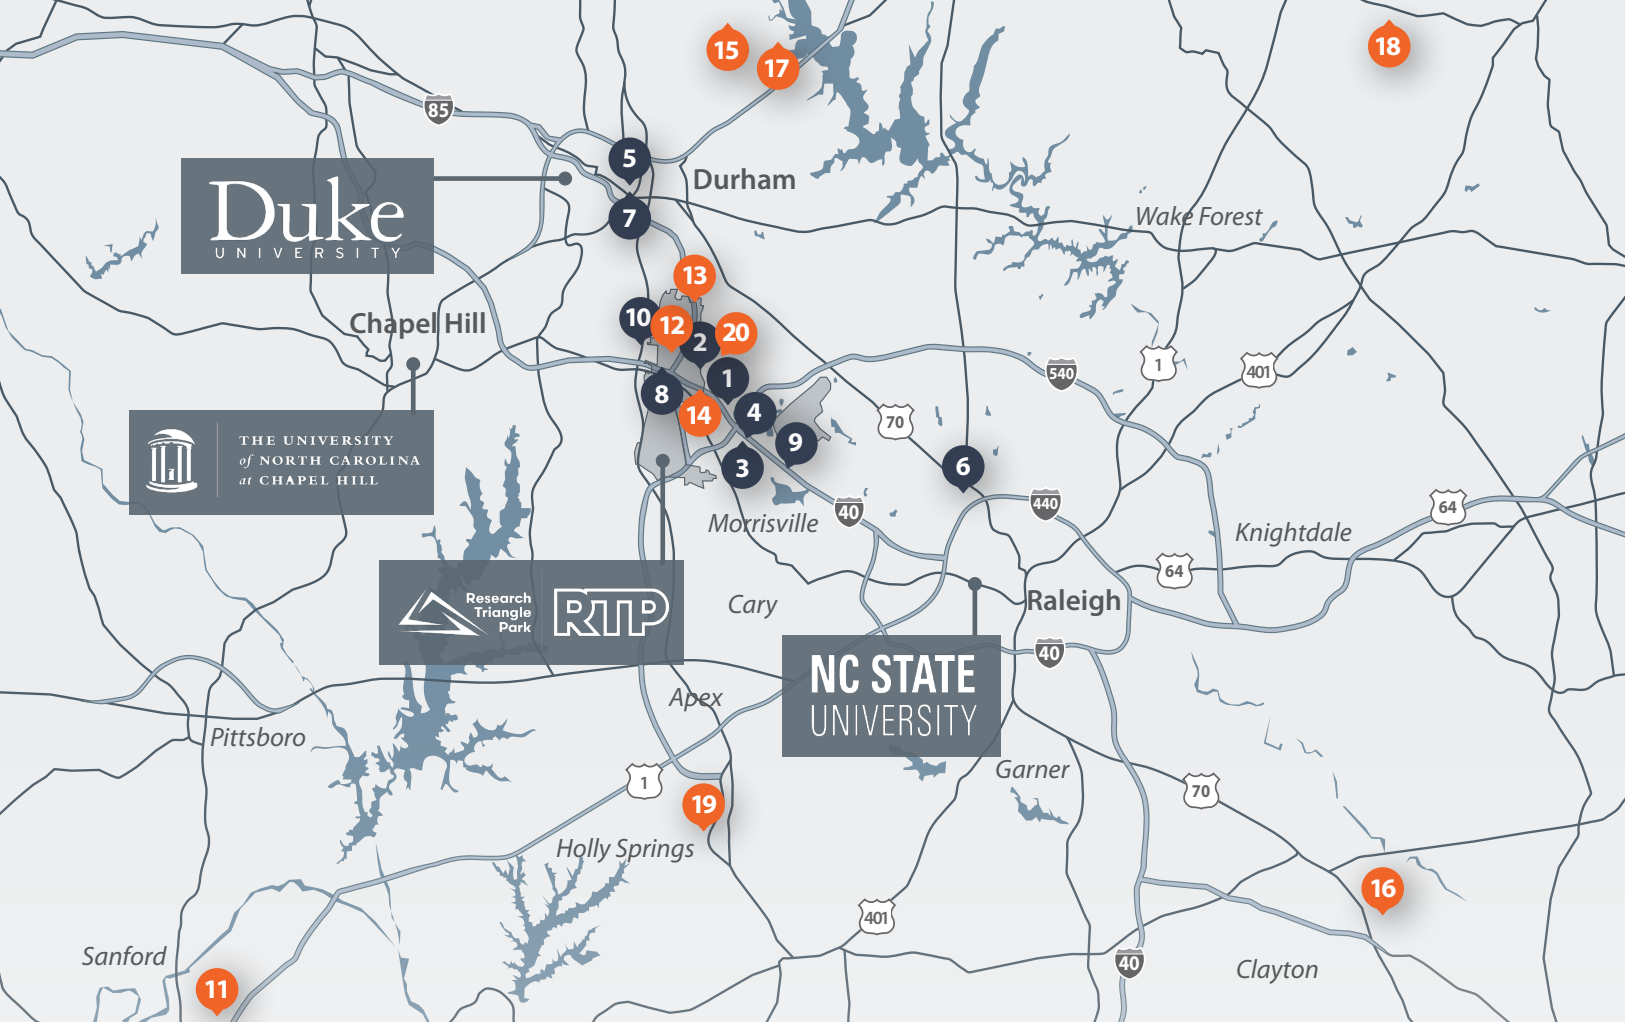 15
17
18
85
5
Durham
Duke
UNIVERSITY
7
Wake Forest
13
10
12
2
20
Chapel Hill
1
401
540
8
1
14
4
70
9
THE UNIVERSITY
of NORTH CAROLINA
at CHAPEL HILL
3
6
40
440
Morrisville
64
Knightdale
64
Research
Triangle
Park
RTP
Cary
Raleigh
40
NC STATE
UNIVERSITY
Apex
Pittsboro
1
Garner
70
19
Holly Springs
16
401
Sanford
40
Clayton
11